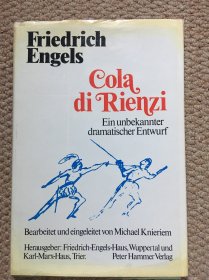 Friedrich
Engels
Cola
di Rienzi
Ein unbekannter
dramatischer Entwurf
Bearbeitet und eingeleitet von Michael Knieriem
Herausgeber: Friedrich-Engels-Haus, Wuppertal und
Karl-Marx-Haus, Trier. Peter Hammer Verlag